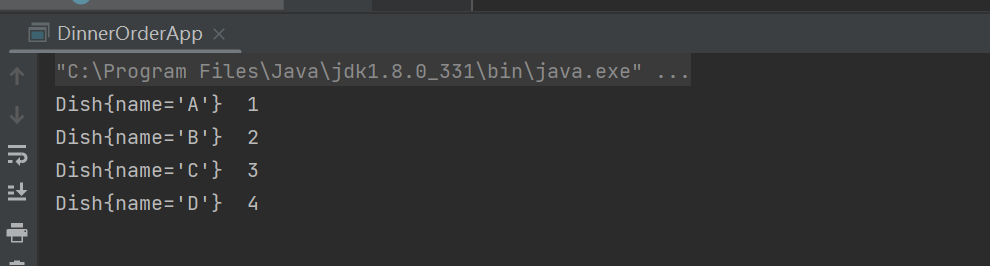 DinnerOrderApp
"C:\Program Files\Java\jdk1.8.0_331\bin\java.exe" ...
Dish{name='A'}  1
Dish{name='B'}  2
Dish{name='C'}  3
Dish{name='D'}  4